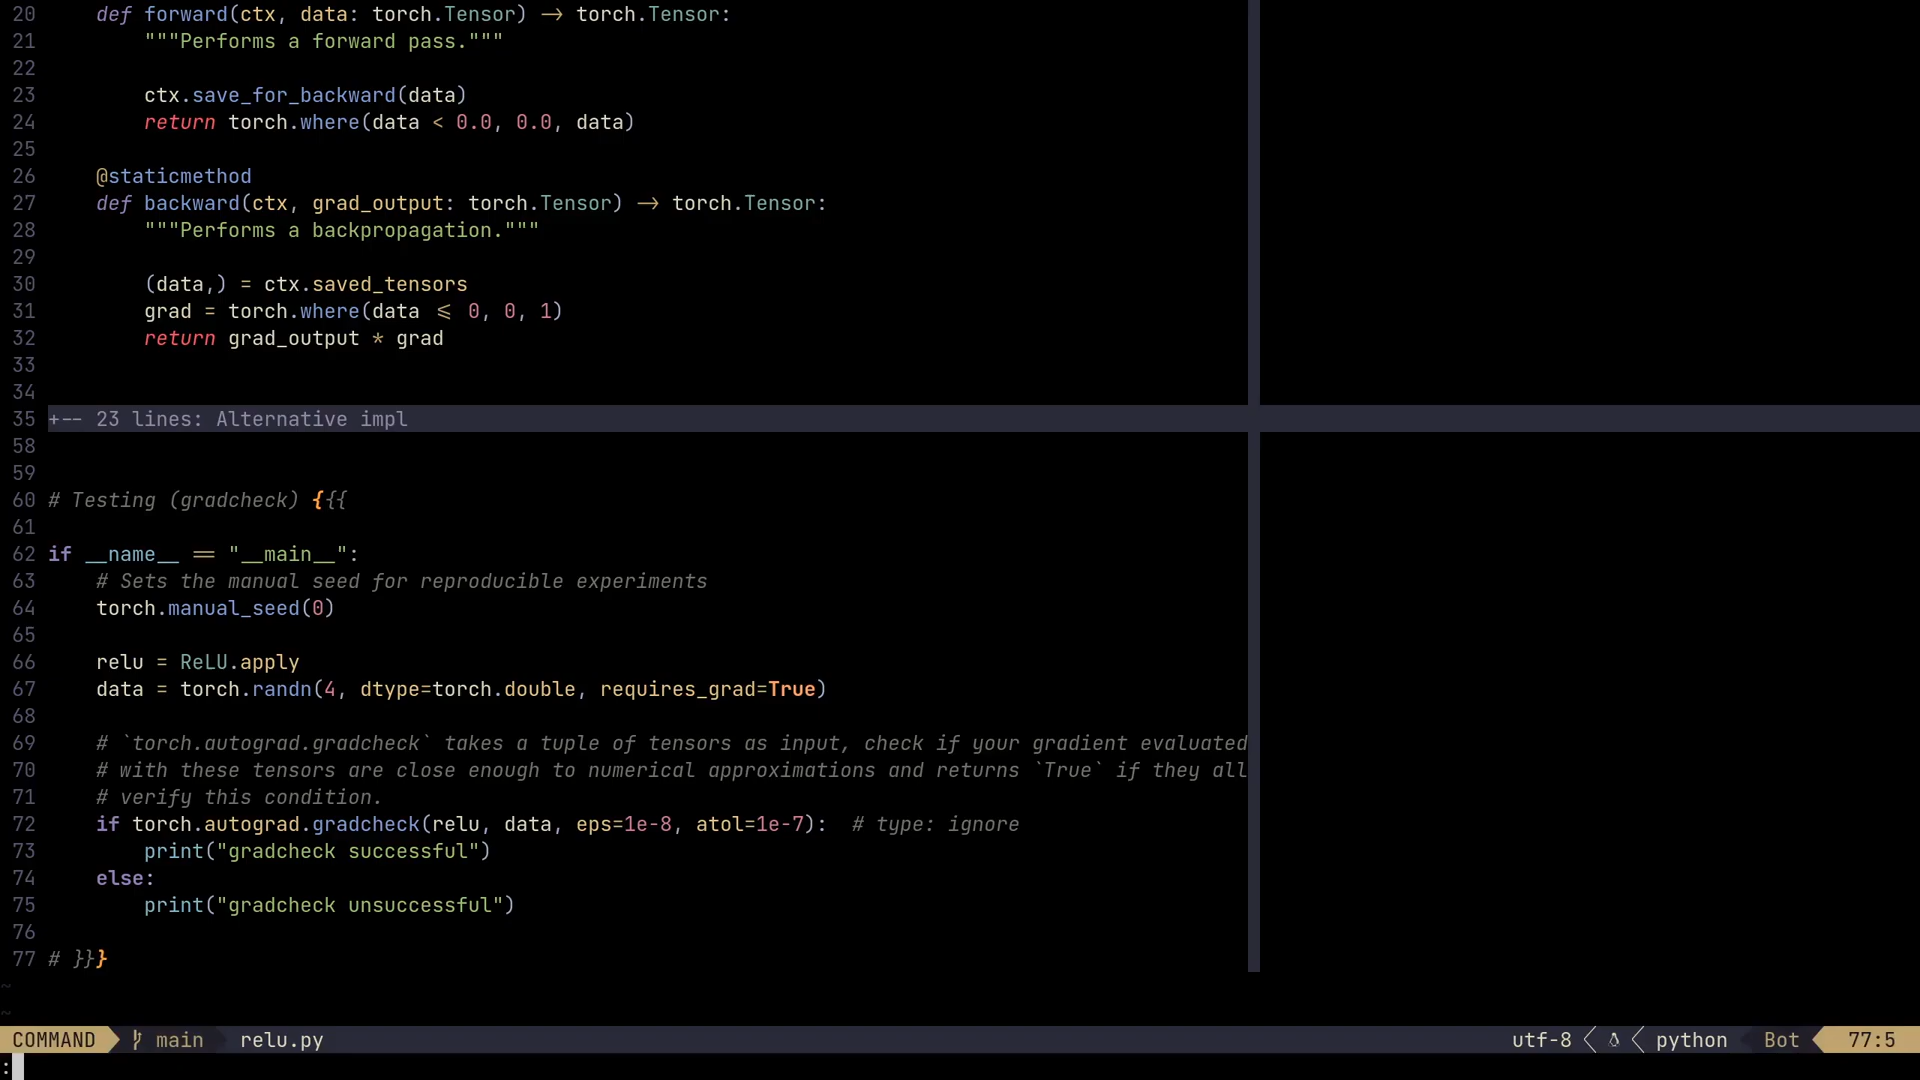 20     def forward(ctx, data: torch.Tensor) -> torch.Tensor:
21         """Performs a forward pass."""
22
23         ctx.save_for_backward(data)
24         return torch.where(data < 0.0, 0.0, data)
25
26     @staticmethod
27     def backward(ctx, grad_output: torch.Tensor) -> torch.Tensor:
28         """Performs a backpropagation."""
29
30         (data,) = ctx.saved_tensors
31         grad = torch.where(data <= 0, 0, 1)
32         return grad_output * grad
33
34
35 +-- 23 lines: Alternative impl
58
59
60 # Testing (gradcheck) {{{
61
62 if __name__ == "__main__":
63     # Sets the manual seed for reproducible experiments
64     torch.manual_seed(0)
65
66     relu = ReLU.apply
67     data = torch.randn(4, dtype=torch.double, requires_grad=True)
68
69     # `torch.autograd.gradcheck` takes a tuple of tensors as input, check if your gradient evaluated
70     # with these tensors are close enough to numerical approximations and returns `True` if they all
71     # verify this condition.
72     if torch.autograd.gradcheck(relu, data, eps=1e-8, atol=1e-7):  # type: ignore
73         print("gradcheck successful")
74     else:
75         print("gradcheck unsuccessful")
76
77 # }}}
~
~
COMMAND main relu.py utf-8 python Bot 77:5
: